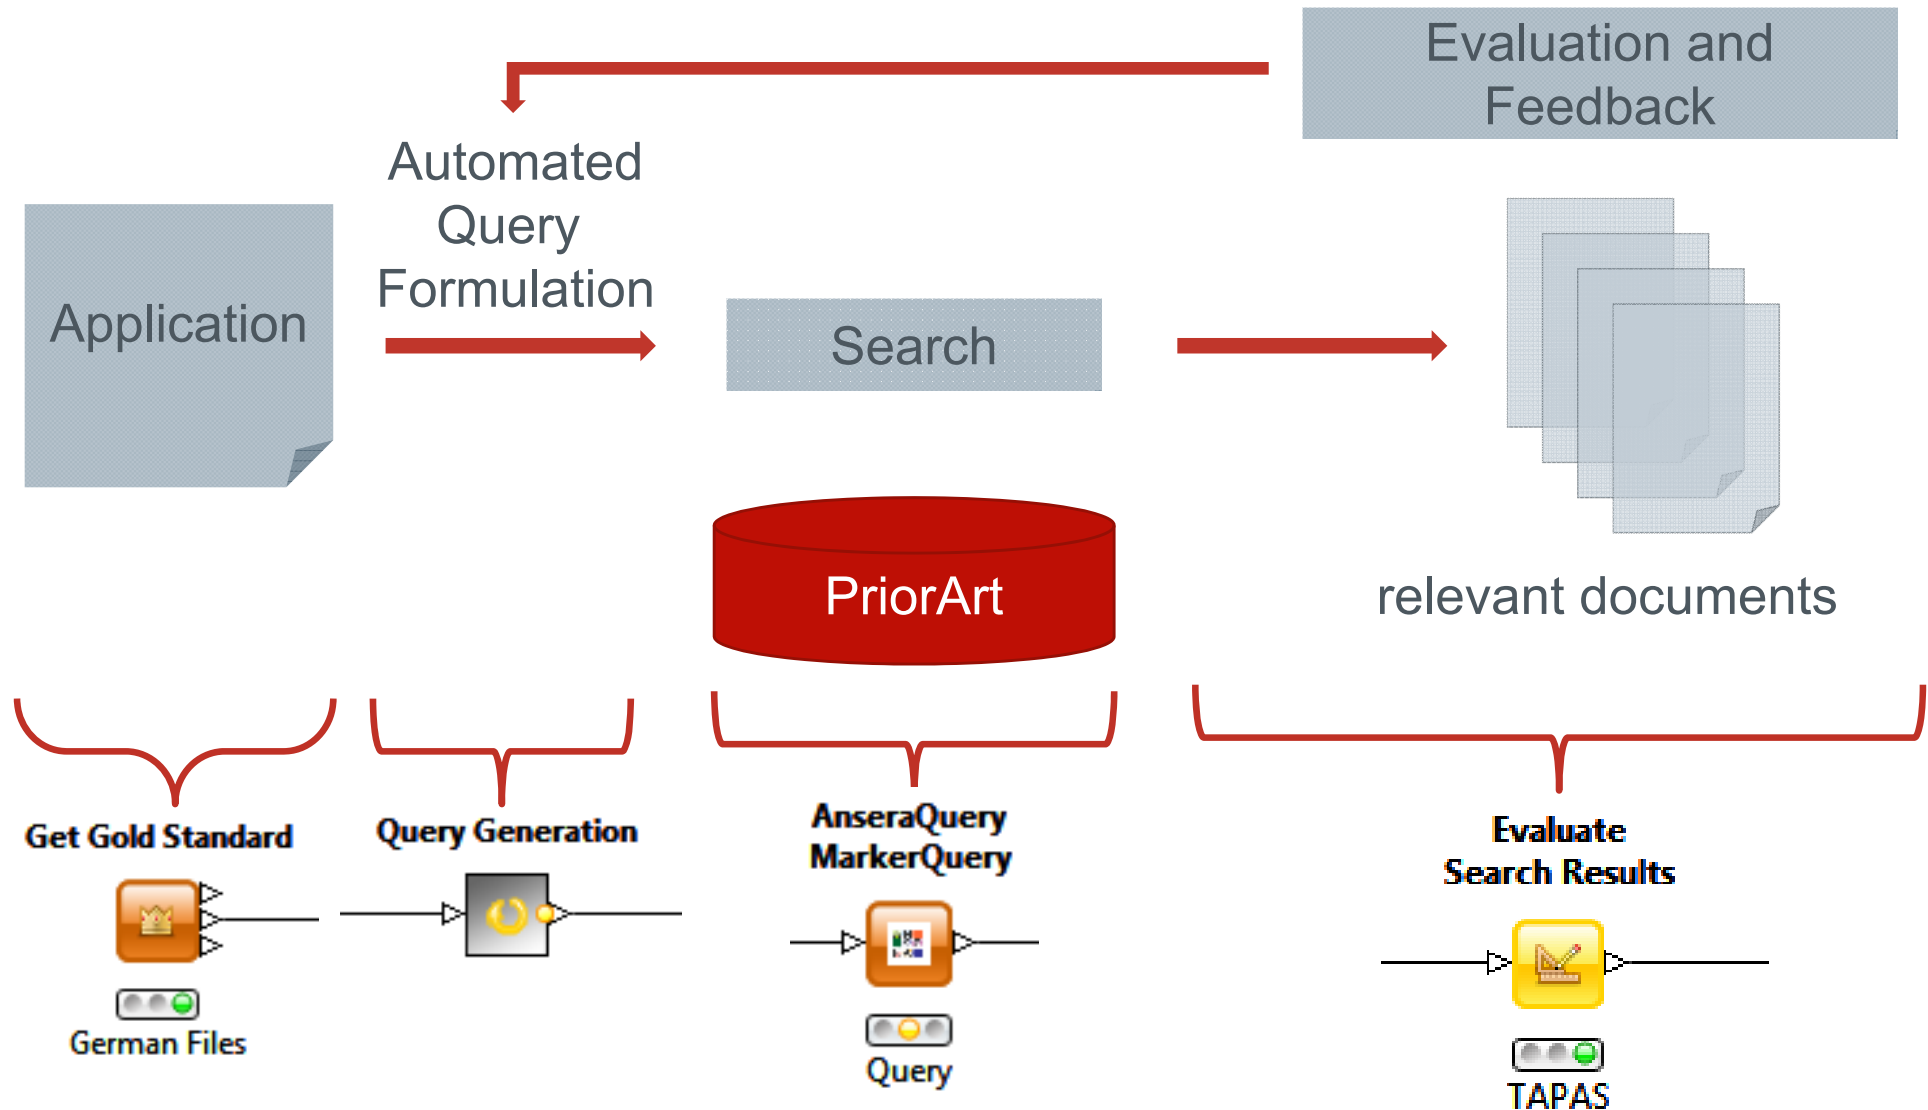 Evaluation and
Feedback
Automated
Query
Formulation
Application
Search
PriorArt
relevant documents
Get Gold Standard
Query Generation
AnseraQuery
MarkerQuery
Evaluate
Search Results
German Files
Query
TAPAS